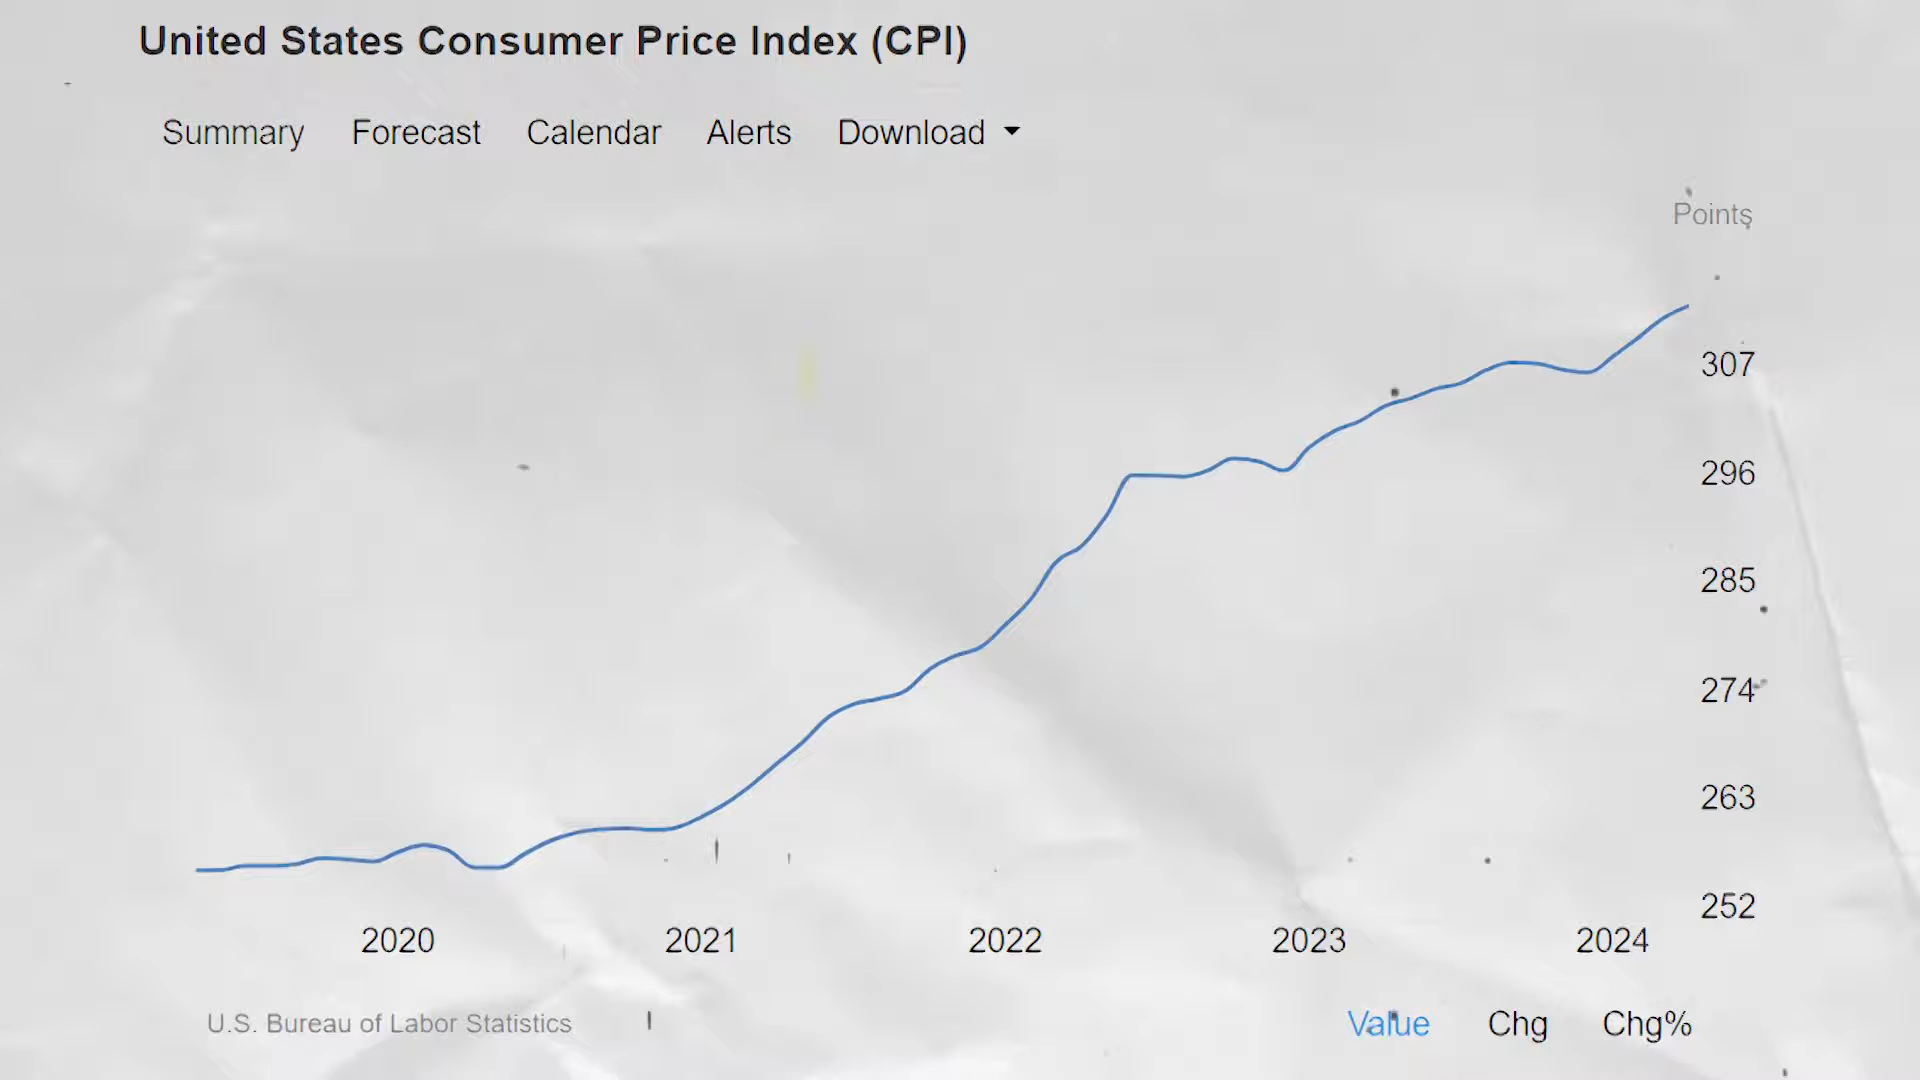 United States Consumer Price Index (CPI)
Summary Forecast Calendar Alerts Download
Points
307
296
285
274
263
252
2020 2021 2022 2023 2024
U.S. Bureau of Labor Statistics
Value Chg Chg%